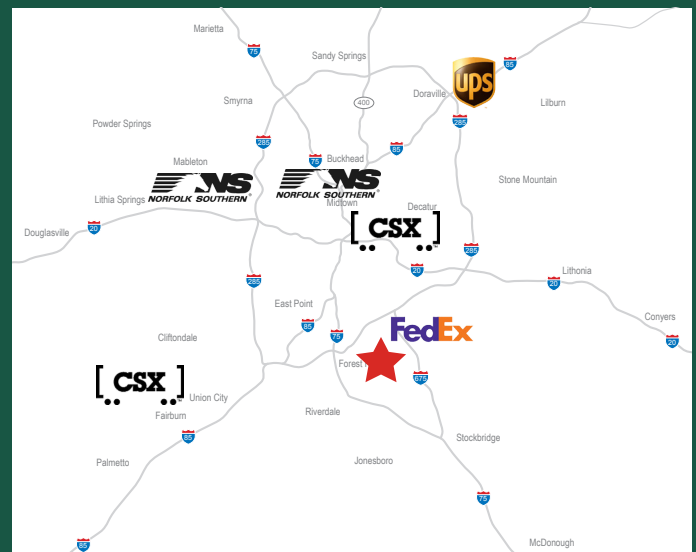 Marietta
75
Sandy Springs
85
ups
400
Doraville
Smyrna
Lilburn
Powder Springs
285
285
85
75
Buckhead
Mableton
Stone Mountain
NS
NORFOLK SOUTHERN
NS
NORFOLK SOUTHERN
Lithia Springs
Midtown
Decatur
Douglasville
20
CSX
285
20
Lithonia
285
20
East Point
Conyers
85
75
FedEx
20
Cliftondale
Forest
675
CSX
Union City
Fairburn
Riverdale
85
Stockbridge
Palmetto
Jonesboro
75
85
McDonough